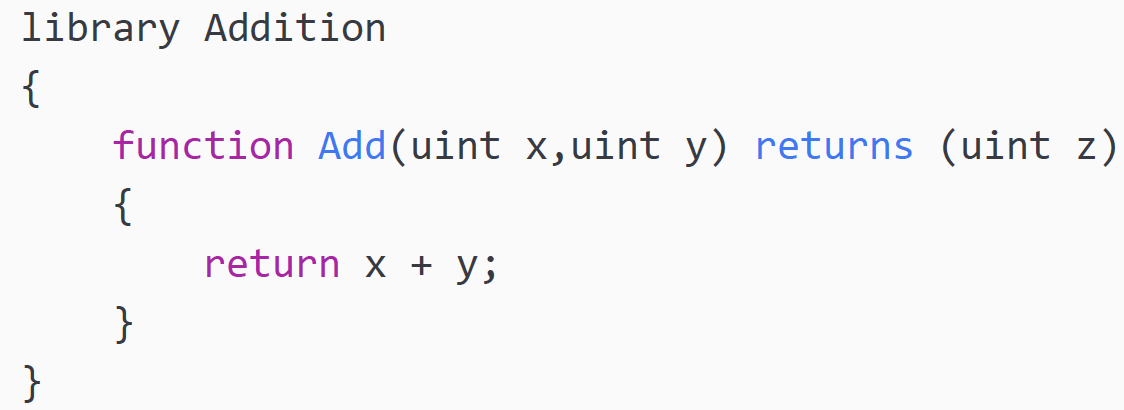 library Addition
{
    function Add(uint x,uint y) returns (uint z)
    {
        return x + y;
    }
}